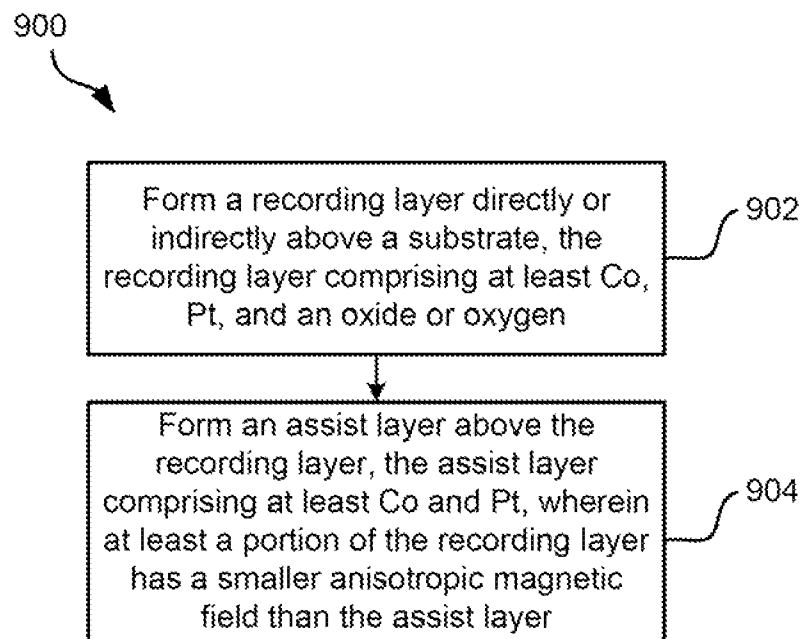 900
Form a recording layer directly or
indirectly above a substrate, the
recording layer comprising at least Co,
Pt, and an oxide or oxygen
902
Form an assist layer above the
recording layer, the assist layer
comprising at least Co and Pt, wherein
at least a portion of the recording layer
has a smaller anisotropic magnetic
field than the assist layer
904